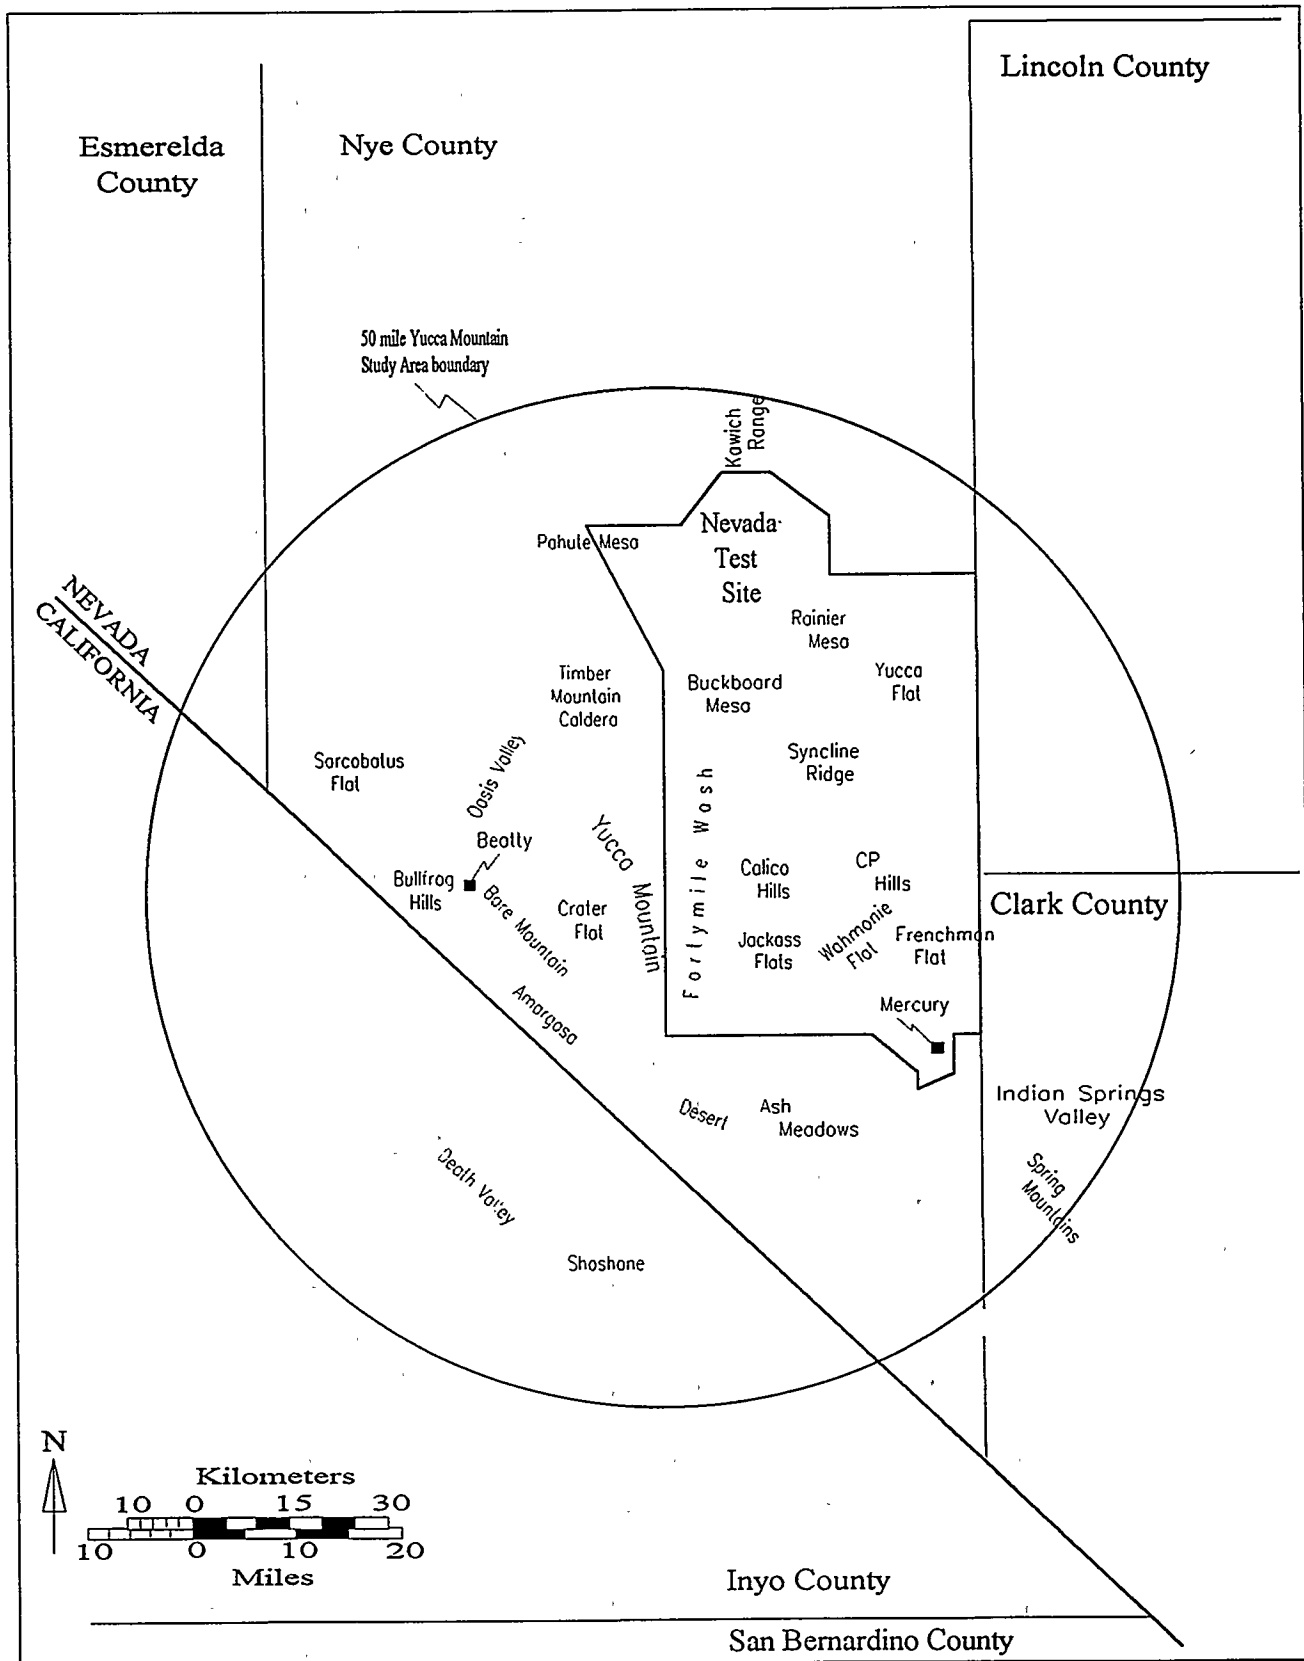 Lincoln County
Esmerelda
County
Nye County
50 mile Yucca Mountain
Study Area boundary
Kawich
Range
Nevada
Test
Site
Pahule Mesa
NEVADA
CALIFORNIA
Rainier
Mesa
Timber
Mountain
Caldera
Buckboard
Mesa
Yucca
Flat
Sarcobatus
Flat
Oasis Valley
Syncline
Ridge
Beatty
Yucca Mountain
Fortymile Wash
Bullfrog
Hills
Bare Mountain
Crater
Flat
Calico
Hills
CP
Hills
Clark County
Jackass
Flats
Wahmonie
Flat
Frenchman
Flat
Amargosa
Mercury
Desert
Ash
Meadows
Indian Springs
Valley
Death Valley
Spring
Mountains
Shoshone
N
Kilometers
10 0 15 30
10 0 10 20
Miles
Inyo County
San Bernardino County